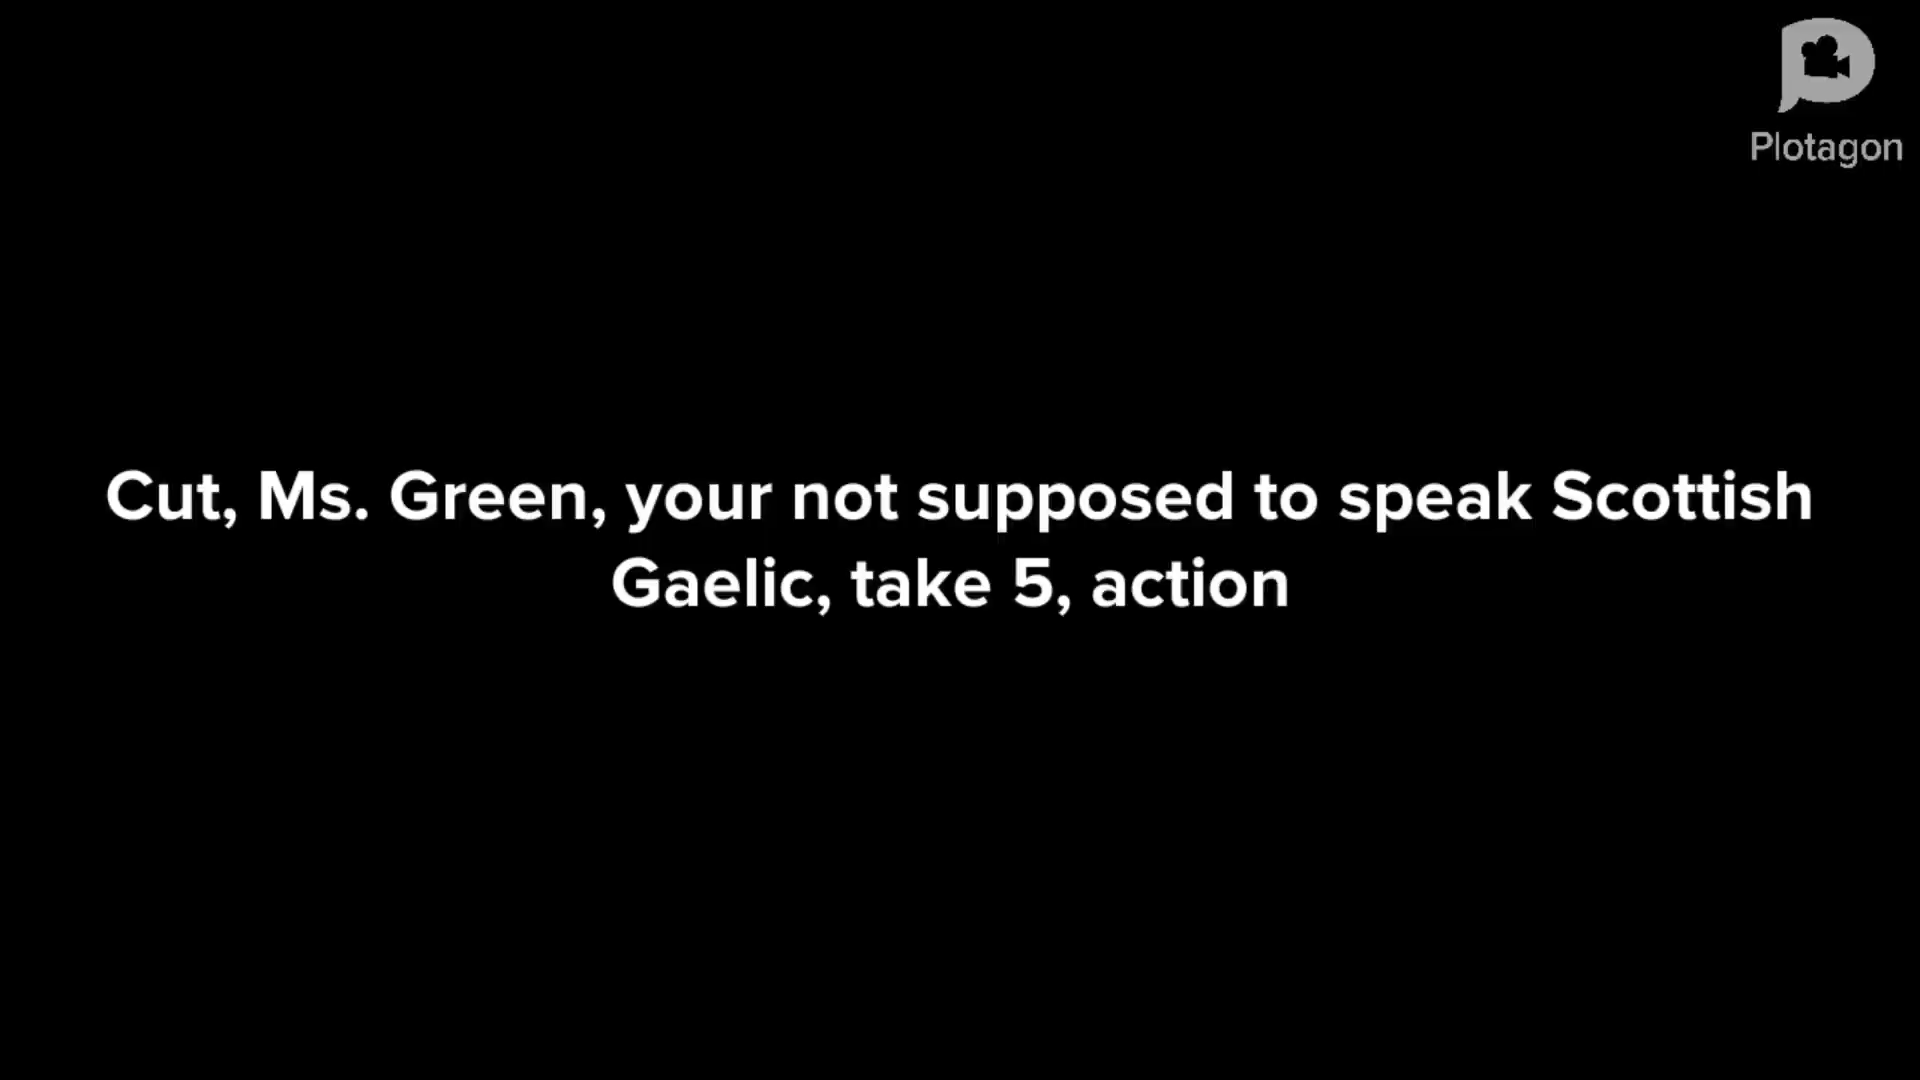 Plotagon
Cut, Ms. Green, your not supposed to speak Scottish
Gaelic, take 5, action